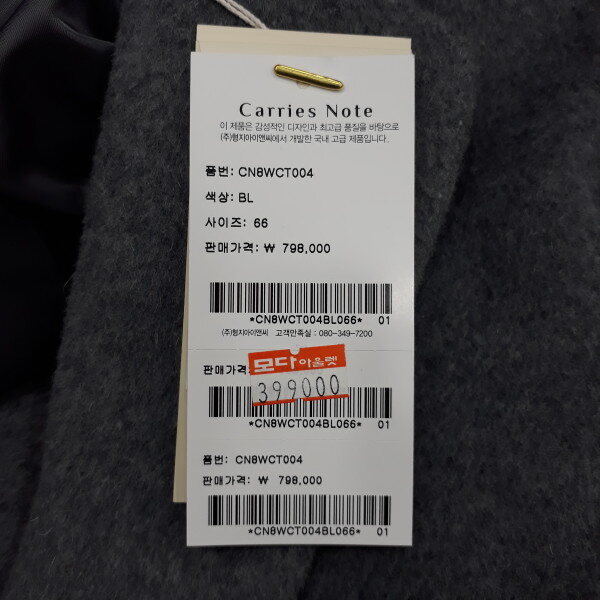 Carries Note
이 제품은 감성적인 디자인과 최고급 품질을 바탕으로
(주)형지아이앤씨에서 개발한 국내 고급 제품입니다.
품번: CN8WCT004
색상: BL
사이즈: 66
판매가격: ₩ 798,000
*CN8WCT004BL066* 01
(주)형지아이앤씨 고객만족실 : 080-349-7200
모다아울렛
판매가격:
399000
*CN8WCT004BL066* 01
품번: CN8WCT004
판매가격: ₩ 798,000
*CN8WCT004BL066* 01